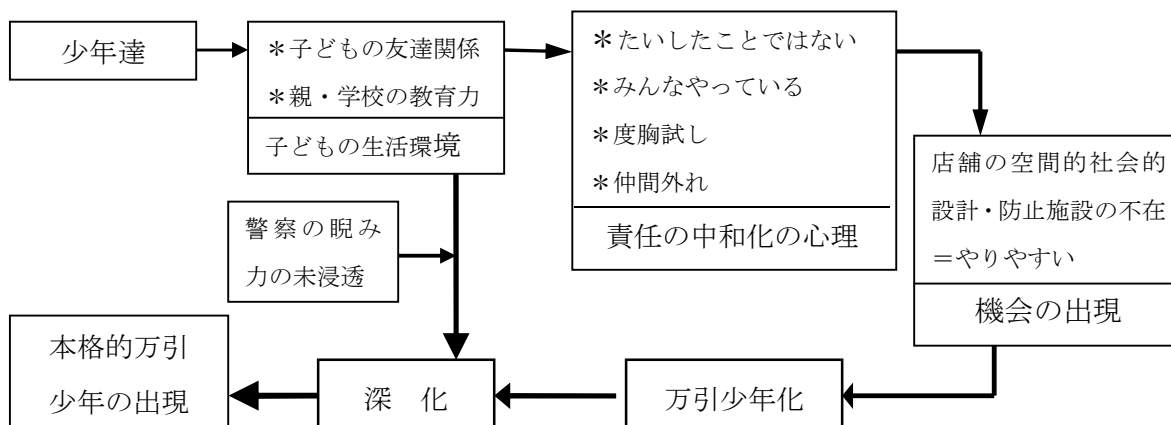 少年達
＊子どもの友達関係
＊親・学校の教育力
子どもの生活環境
＊たいしたことではない
＊みんなやっている
＊度胸試し
＊仲間外れ
責任の中和化の心理
店舗の空間的社会的
設計・防止施設の不在
＝やりやすい
機会の出現
警察の睨み
力の未浸透
本格的万引
少年の出現
深　化
万引少年化